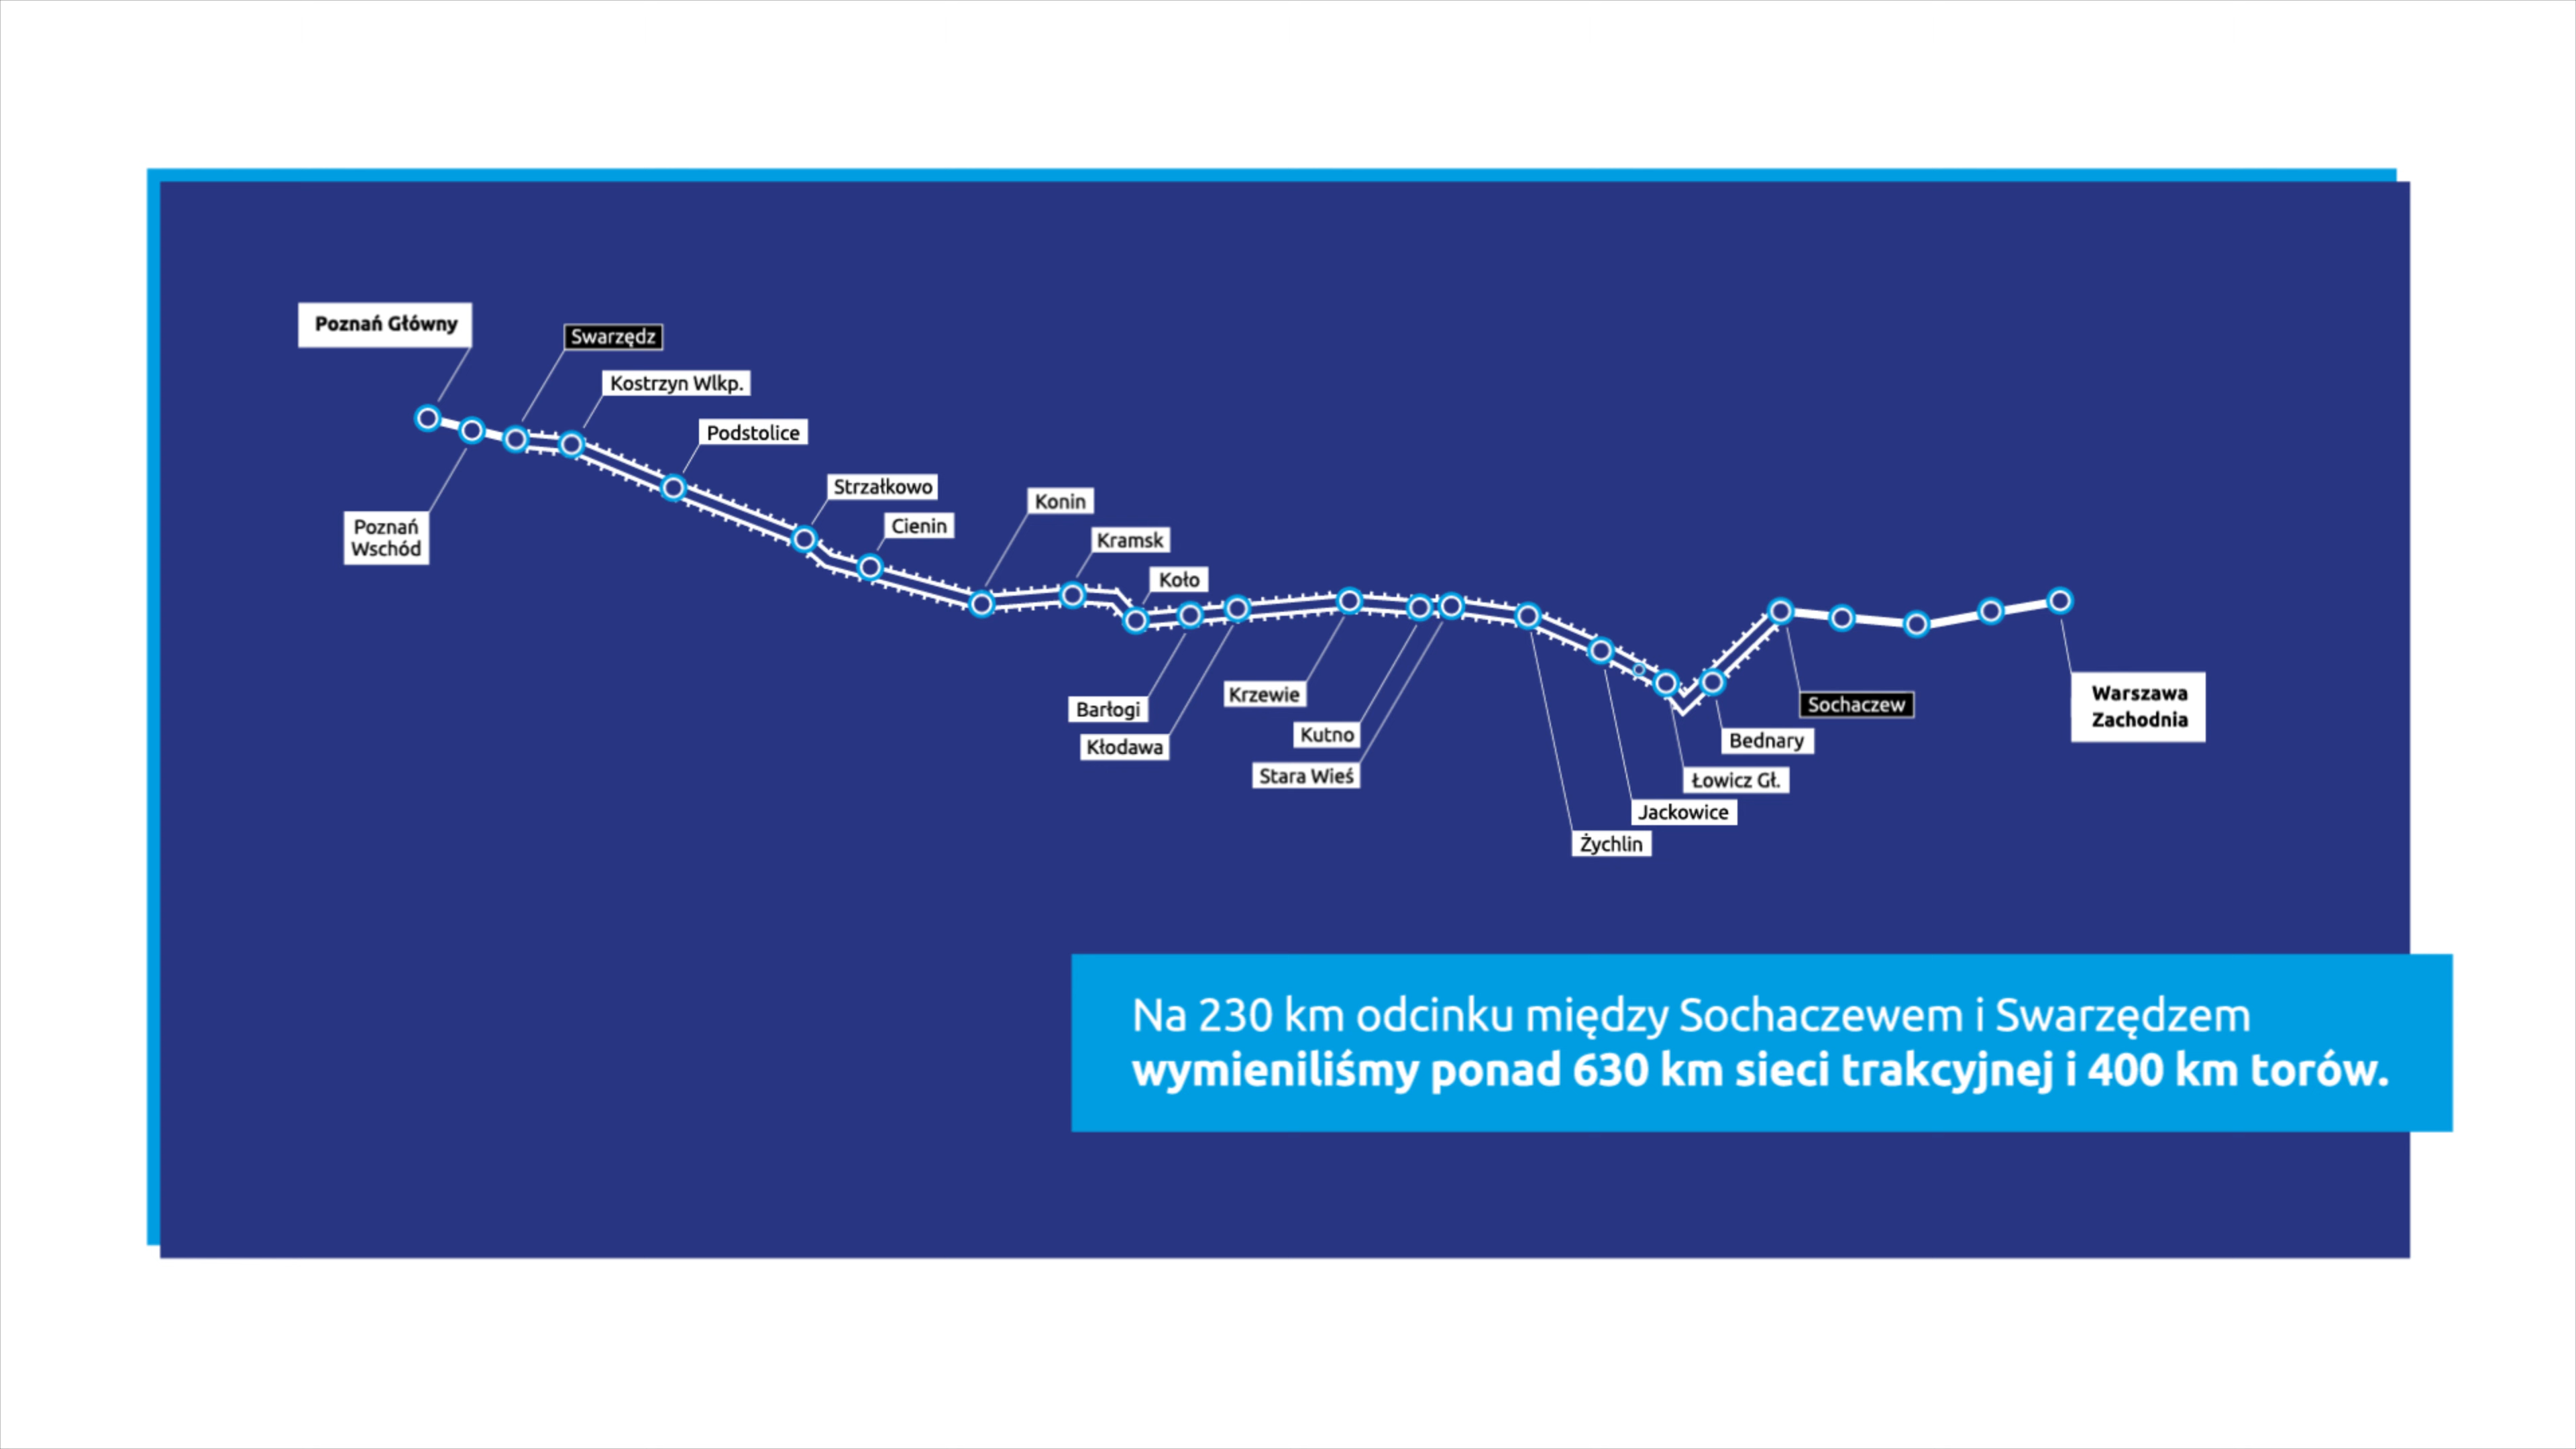 Poznań Główny
Swarzędz
Kostrzyn Wlkp.
Podstolice
Strzałkowo
Cienin
Konin
Kramsk
Koło
Poznań
Wschód
Barłogi
Kłodawa
Krzewie
Kutno
Stara Wieś
Żychlin
Jackowice
Łowicz Gł.
Bednary
Sochaczew
Warszawa
Zachodnia
Na 230 km odcinku między Sochaczewem i Swarzędzem
wymieniliśmy ponad 630 km sieci trakcyjnej i 400 km torów.